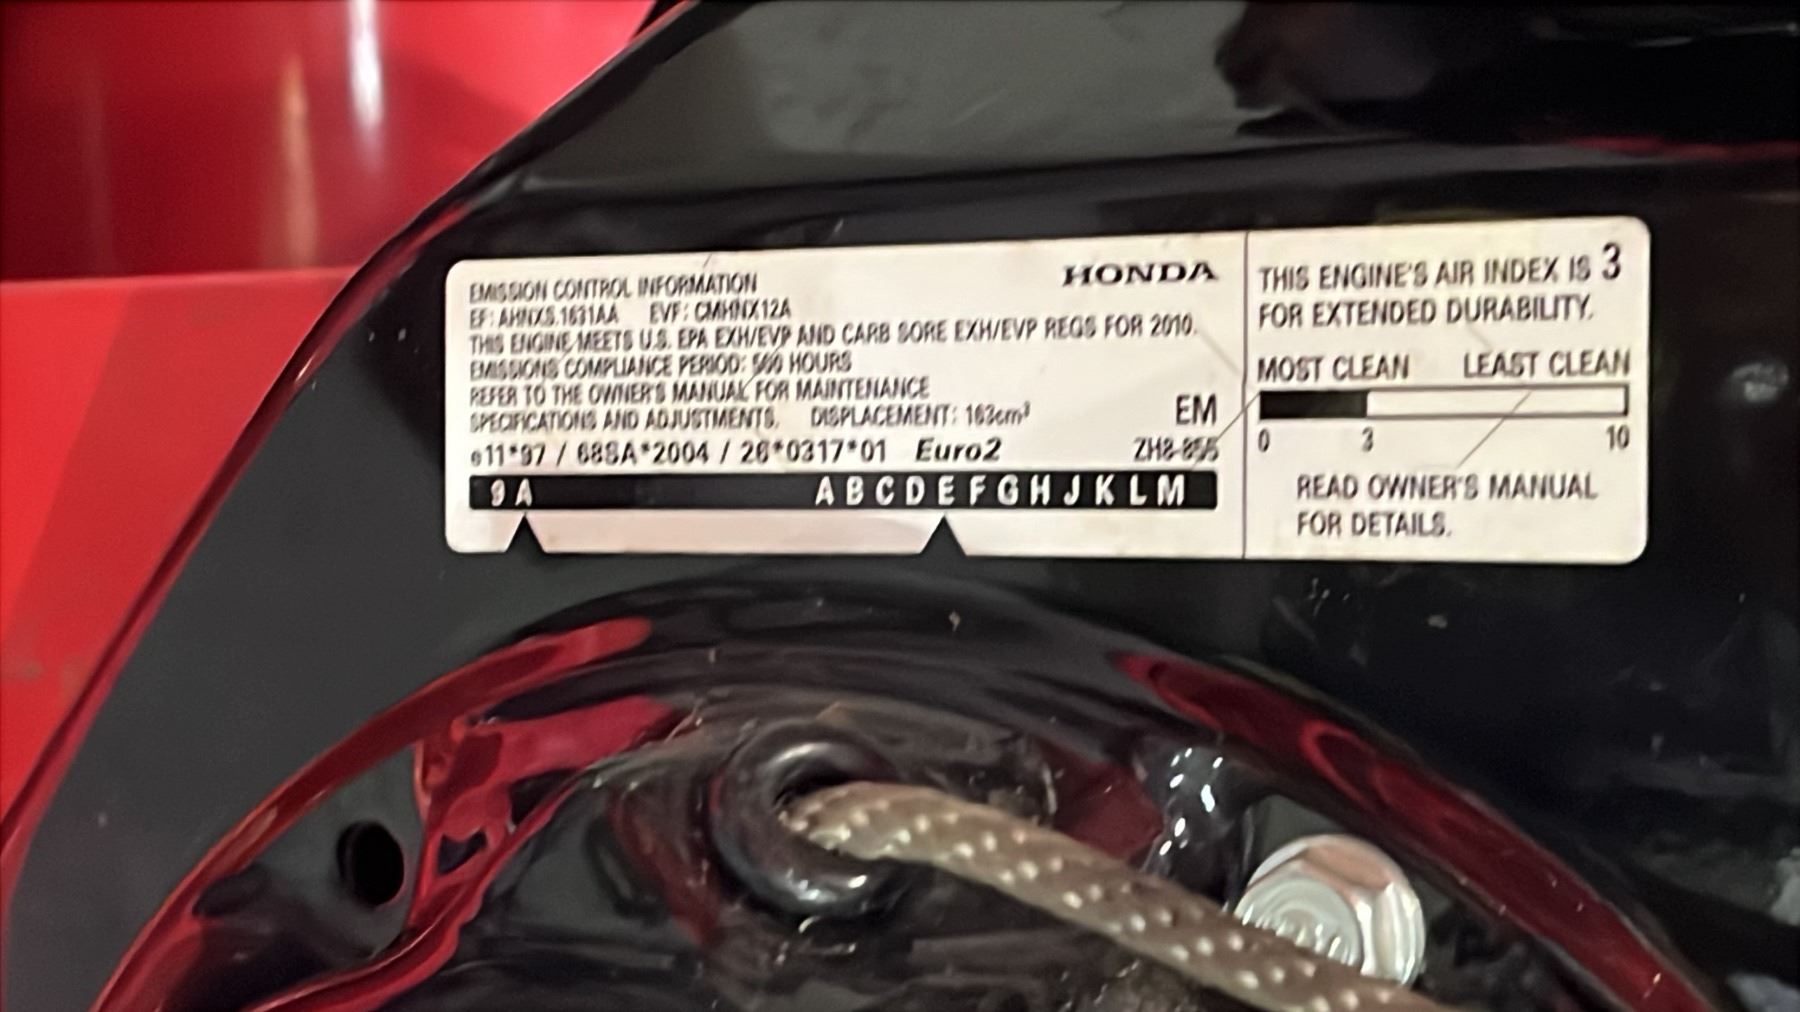 EMISSION CONTROL INFORMATION
HONDA
EF: AHNXS.1631AA EVF: CMHNX12A
THIS ENGINE MEETS U.S. EPA EXH/EVP AND CARB SORE EXH/EVP REGS FOR 2010.
EMISSIONS COMPLIANCE PERIOD: 500 HOURS
REFER TO THE OWNER'S MANUAL FOR MAINTENANCE
SPECIFICATIONS AND ADJUSTMENTS. DISPLACEMENT: 163cm³
EM
e11*97 / 68SA*2004 / 26*0317*01 Euro2
ZH8-855
9 A A B C D E F G H J K L M
THIS ENGINE'S AIR INDEX IS 3
FOR EXTENDED DURABILITY.
MOST CLEAN LEAST CLEAN
0 3 10
READ OWNER'S MANUAL
FOR DETAILS.